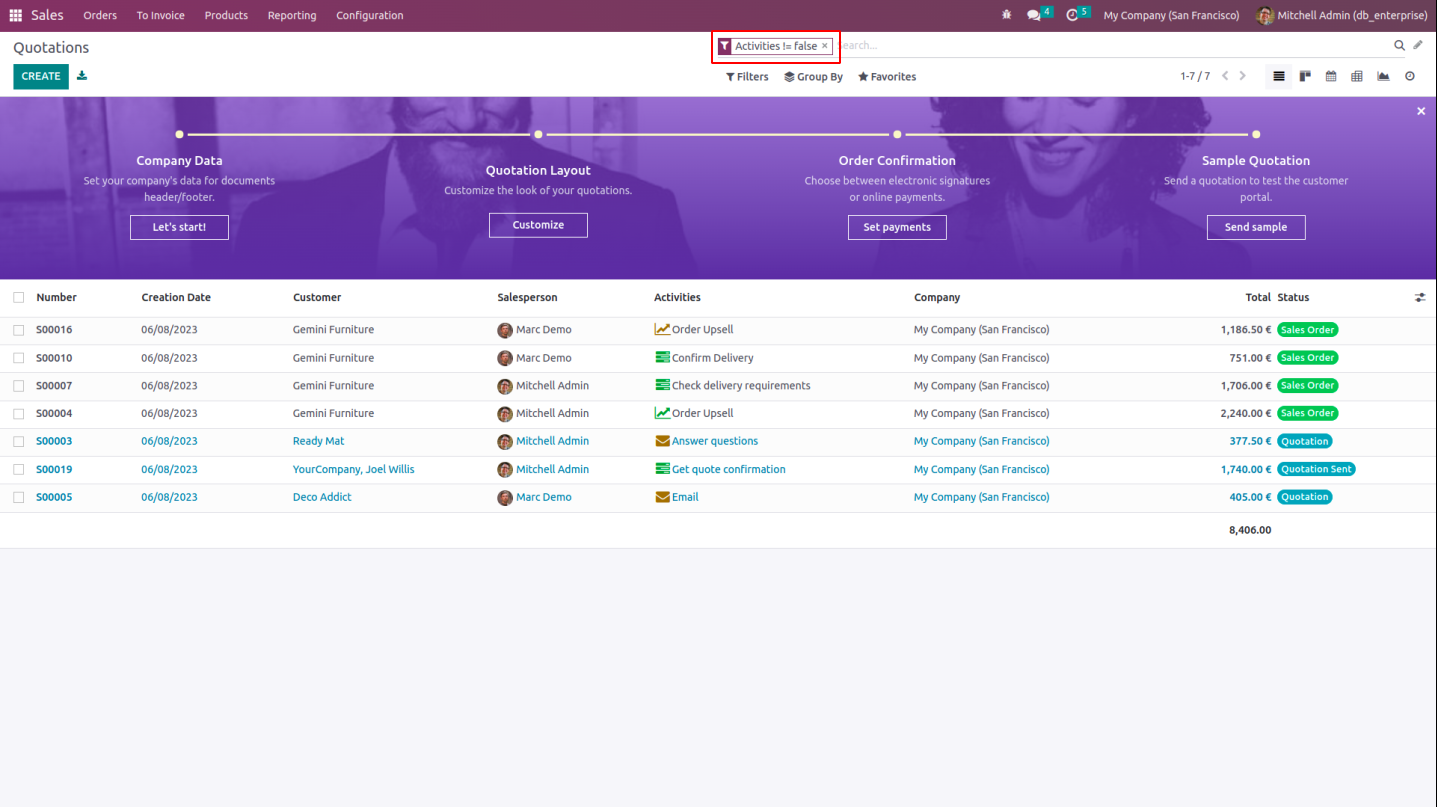 Sales Orders To Invoice Products Reporting Configuration 4 5 My Company (San Francisco) Mitchell Admin (db_enterprise)
Quotations Activities != false × Search...
CREATE Filters Group By Favorites 1-7 / 7
Company Data
Set your company's data for documents
header/footer.
Let's start!
Quotation Layout
Customize the look of your quotations.
Customize
Order Confirmation
Choose between electronic signatures
or online payments.
Set payments
Sample Quotation
Send a quotation to test the customer
portal.
Send sample
Number Creation Date Customer Salesperson Activities Company Total Status
S00016 06/08/2023 Gemini Furniture Marc Demo Order Upsell My Company (San Francisco) 1,186.50 € Sales Order
S00010 06/08/2023 Gemini Furniture Marc Demo Confirm Delivery My Company (San Francisco) 751.00 € Sales Order
S00007 06/08/2023 Gemini Furniture Mitchell Admin Check delivery requirements My Company (San Francisco) 1,706.00 € Sales Order
S00004 06/08/2023 Gemini Furniture Mitchell Admin Order Upsell My Company (San Francisco) 2,240.00 € Sales Order
S00003 06/08/2023 Ready Mat Mitchell Admin Answer questions My Company (San Francisco) 377.50 € Quotation
S00019 06/08/2023 YourCompany, Joel Willis Mitchell Admin Get quote confirmation My Company (San Francisco) 1,740.00 € Quotation Sent
S00005 06/08/2023 Deco Addict Marc Demo Email My Company (San Francisco) 405.00 € Quotation
8,406.00